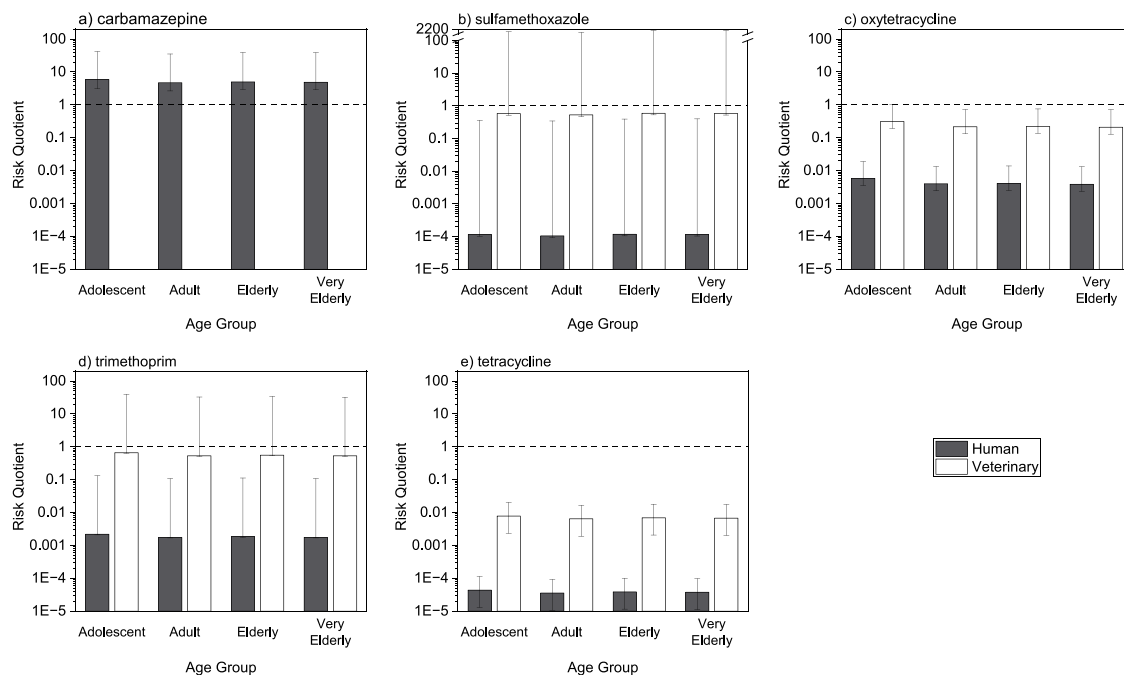 a) carbamazepine
100
10
1
0.1
0.01
0.001
1E−4
1E−5
Risk Quotient
Adolescent Adult Elderly Very
Elderly
Age Group
b) sulfamethoxazole
2200
100
10
1
0.1
0.01
0.001
1E−4
1E−5
Risk Quotient
Adolescent Adult Elderly Very
Elderly
Age Group
c) oxytetracycline
100
10
1
0.1
0.01
0.001
1E−4
1E−5
Risk Quotient
Adolescent Adult Elderly Very
Elderly
Age Group
d) trimethoprim
100
10
1
0.1
0.01
0.001
1E−4
1E−5
Risk Quotient
Adolescent Adult Elderly Very
Elderly
Age Group
e) tetracycline
100
10
1
0.1
0.01
0.001
1E−4
1E−5
Risk Quotient
Adolescent Adult Elderly Very
Elderly
Age Group
Human
Veterinary